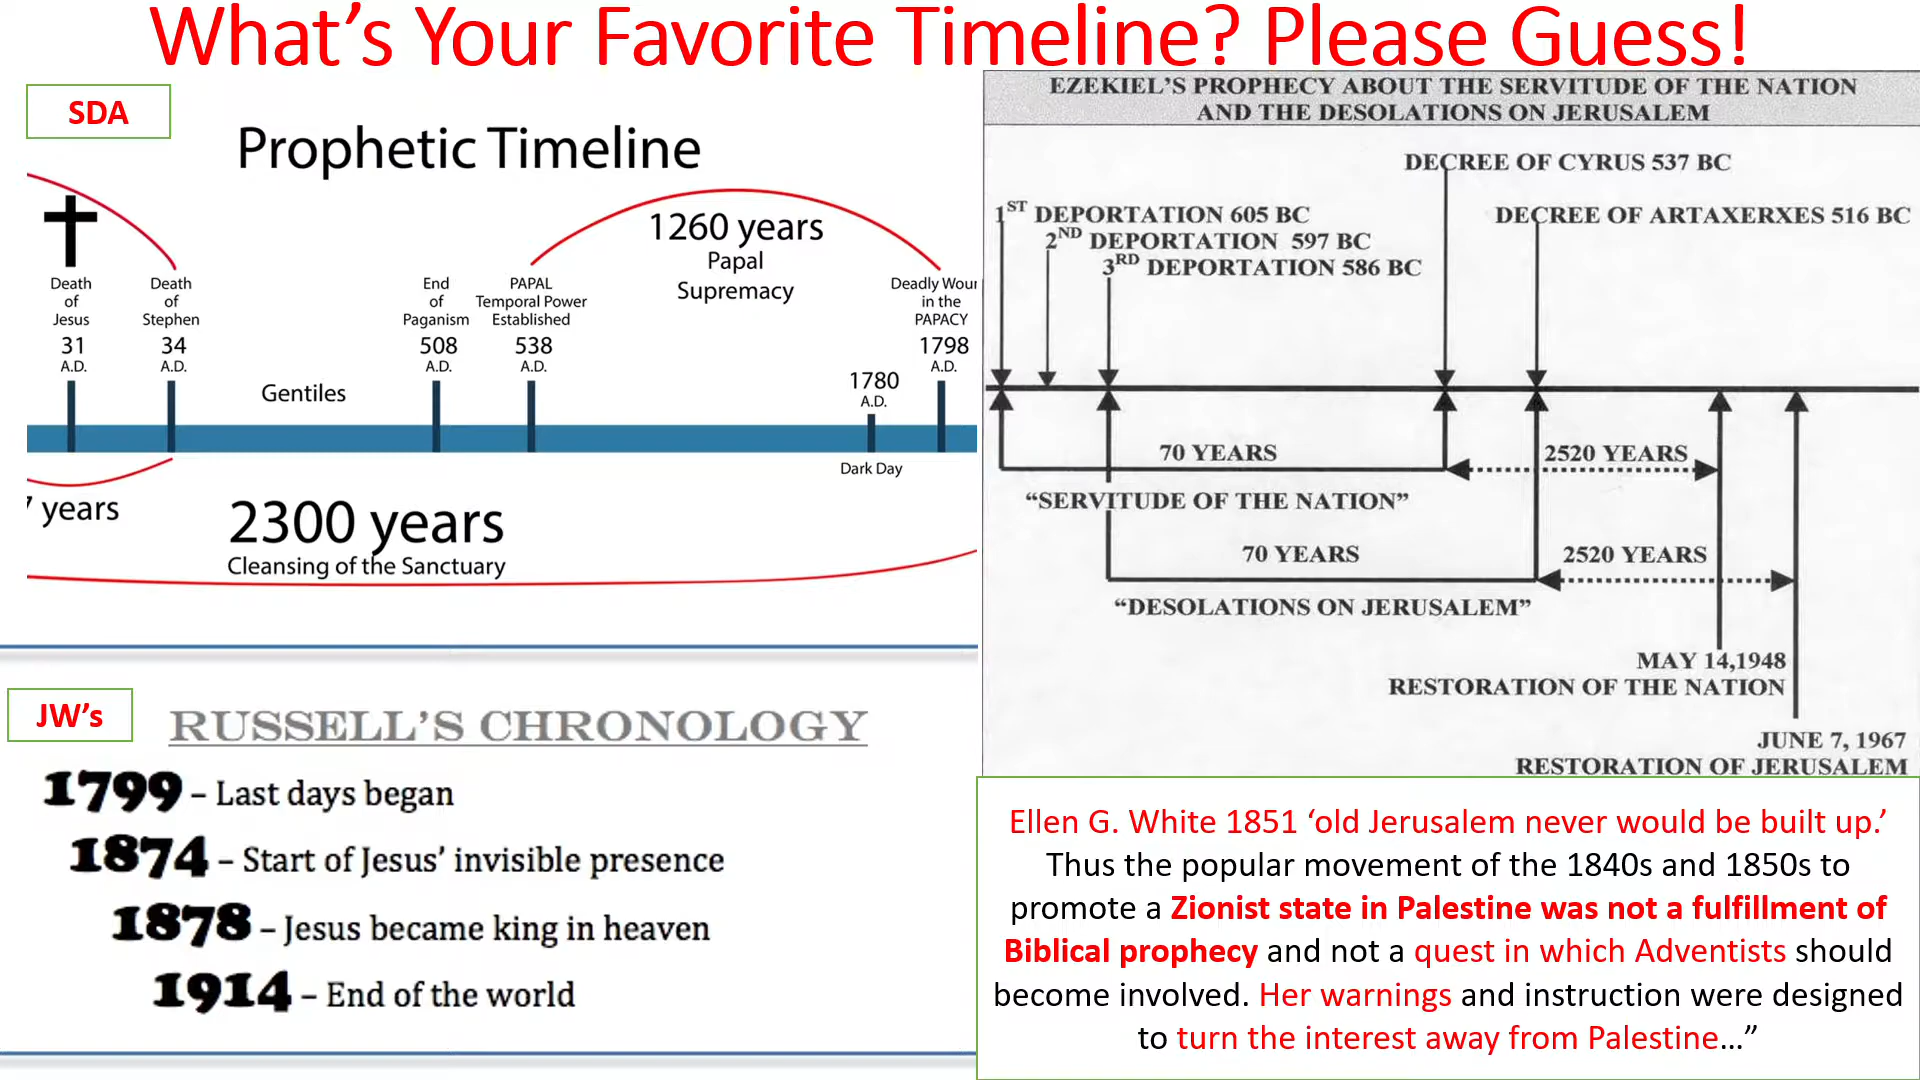 What's Your Favorite Timeline? Please Guess!
SDA
Prophetic Timeline
1260 years
Papal
Supremacy
Death
of
Jesus
31
A.D.
Death
of
Stephen
34
A.D.
Gentiles
End
of
Paganism
508
A.D.
PAPAL
Temporal Power
Established
538
A.D.
1780
A.D.
Dark Day
Deadly Wour
in the
PAPACY
1798
A.D.
7 years
2300 years
Cleansing of the Sanctuary
JW's
RUSSELL'S CHRONOLOGY
1799 – Last days began
1874 – Start of Jesus' invisible presence
1878 – Jesus became king in heaven
1914 – End of the world
EZEKIEL'S PROPHECY ABOUT THE SERVITUDE OF THE NATION
AND THE DESOLATIONS ON JERUSALEM
DECREE OF CYRUS 537 BC
1ST DEPORTATION 605 BC
DECREE OF ARTAXERXES 516 BC
2ND DEPORTATION 597 BC
3RD DEPORTATION 586 BC
70 YEARS
2520 YEARS
"SERVITUDE OF THE NATION"
70 YEARS
2520 YEARS
"DESOLATIONS ON JERUSALEM"
MAY 14,1948
RESTORATION OF THE NATION
JUNE 7, 1967
RESTORATION OF JERUSALEM
Ellen G. White 1851 'old Jerusalem never would be built up.'
Thus the popular movement of the 1840s and 1850s to
promote a Zionist state in Palestine was not a fulfillment of
Biblical prophecy and not a quest in which Adventists should
become involved. Her warnings and instruction were designed
to turn the interest away from Palestine…"